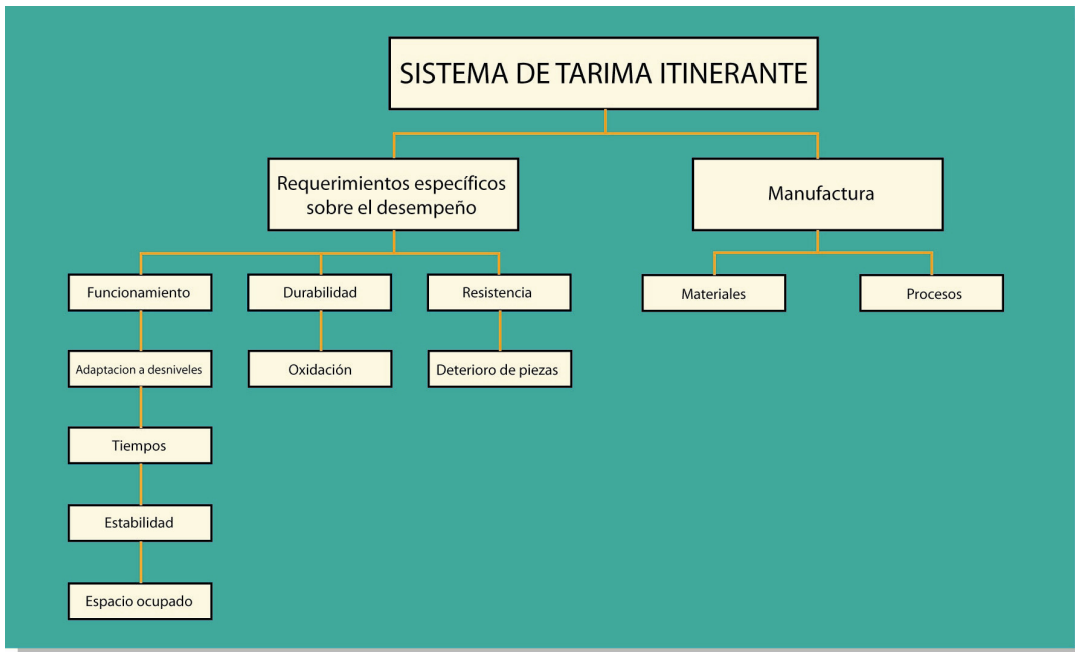 SISTEMA DE TARIMA ITINERANTE
Requerimientos específicos
sobre el desempeño
Manufactura
Funcionamiento
Durabilidad
Resistencia
Materiales
Procesos
Adaptacion a desniveles
Oxidación
Deterioro de piezas
Tiempos
Estabilidad
Espacio ocupado